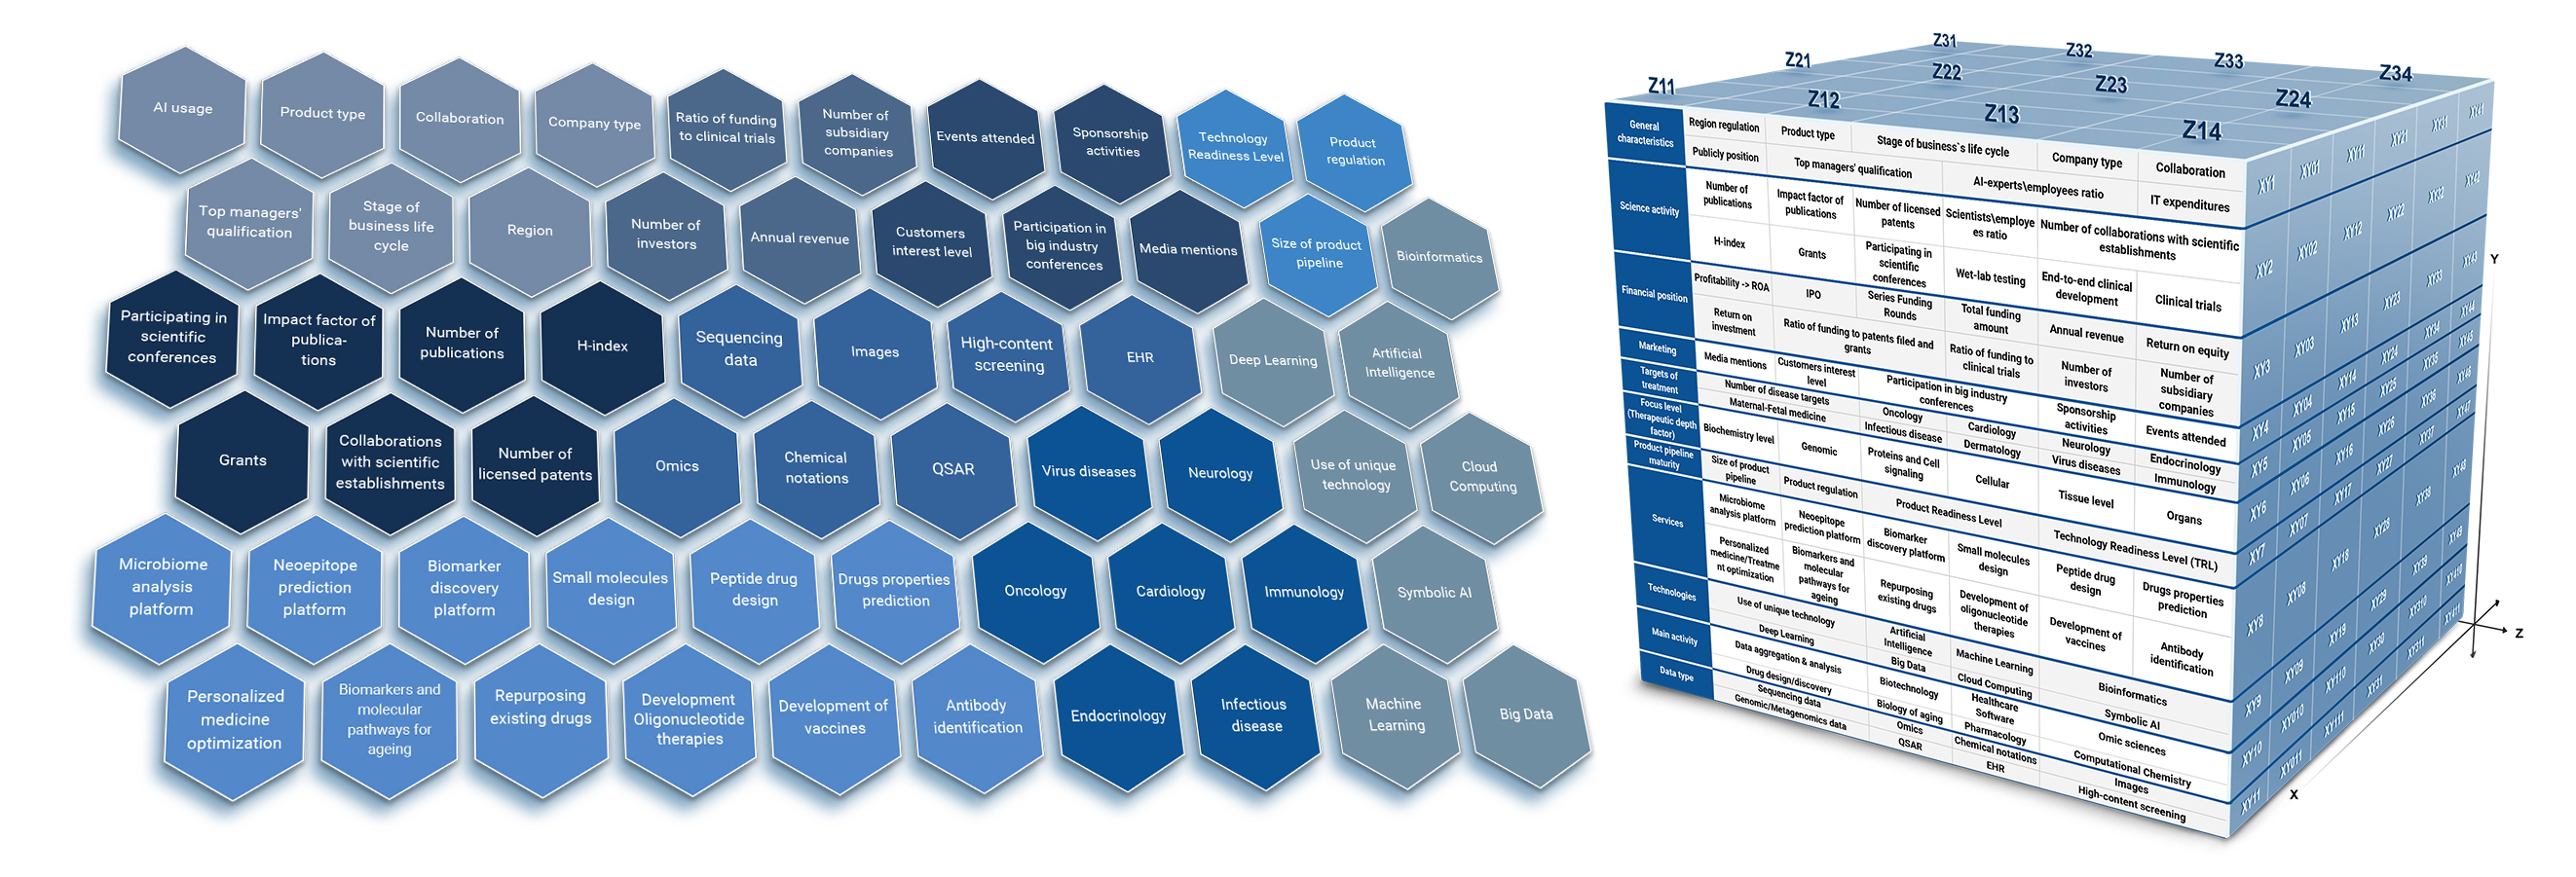 AI usage
Product type
Collaboration
Company type
Ratio of funding
to clinical trials
Number of
subsidiary
companies
Events attended
Sponsorship
activities
Technology
Readiness Level
Product
regulation
Top managers'
qualification
Stage of
business life
cycle
Region
Number of
investors
Annual revenue
Customers
interest level
Participation in
big industry
conferences
Media mentions
Size of product
pipeline
Bioinformatics
Participating in
scientific
conferences
Impact factor of
publica-
tions
Number of
publications
H-index
Sequencing
data
Images
High-content
screening
EHR
Deep Learning
Artificial
Intelligence
Grants
Collaborations
with scientific
establishments
Number of
licensed patents
Omics
Chemical
notations
QSAR
Virus diseases
Neurology
Use of unique
technology
Cloud
Computing
Microbiome
analysis
platform
Neoepitope
prediction
platform
Biomarker
discovery
platform
Small molecules
design
Peptide drug
design
Drugs properties
prediction
Oncology
Cardiology
Immunology
Symbolic AI
Personalized
medicine
optimization
Biomarkers and
molecular
pathways for
ageing
Repurposing
existing drugs
Development
Oligonucleotide
therapies
Development of
vaccines
Antibody
identification
Endocrinology
Infectious
disease
Machine
Learning
Big Data
Z31
Z32
Z33
Z34
Z21
Z22
Z23
Z24
Z11
Z12
Z13
Z14
General
characteristics
Region regulation
Product type
Stage of business`s life cycle
Company type
Collaboration
Publicly position
Top managers' qualification
AI-experts\employees ratio
IT expenditures
Science activity
Number of
publications
Impact factor of
publications
Number of licensed
patents
Scientists\employe
es ratio
Number of collaborations with scientific
establishments
H-index
Grants
Participating in
scientific
conferences
Wet-lab testing
End-to-end clinical
development
Clinical trials
Financial position
Profitability -> ROA
IPO
Series Funding
Rounds
Total funding
amount
Annual revenue
Return on equity
Return on
investment
Ratio of funding to patents filed and
grants
Ratio of funding to
clinical trials
Number of
investors
Number of
subsidiary
companies
Marketing
Media mentions
Customers interest
level
Participation in big industry
conferences
Sponsorship
activities
Events attended
Targets of
treatment
Number of disease targets
Oncology
Cardiology
Neurology
Endocrinology
Maternal-Fetal medicine
Infectious disease
Dermatology
Virus diseases
Immunology
Focus level
(Therapeutic depth
factor)
Biochemistry level
Genomic
Proteins and Cell
signaling
Cellular
Tissue level
Organs
Product pipeline
maturity
Size of product
pipeline
Product regulation
Product Readiness Level
Technology Readiness Level (TRL)
Services
Microbiome
analysis platform
Neoepitope
prediction platform
Biomarker
discovery platform
Small molecules
design
Peptide drug
design
Drugs properties
prediction
Personalized
medicine/Treatme
nt optimization
Biomarkers and
molecular
pathways for
ageing
Repurposing
existing drugs
Development of
oligonucleotide
therapies
Development of
vaccines
Antibody
identification
Technologies
Use of unique technology
Artificial
Intelligence
Machine Learning
Bioinformatics
Deep Learning
Big Data
Cloud Computing
Symbolic AI
Main activity
Data aggregation & analysis
Biotechnology
Healthcare
Software
Omic sciences
Drug design/discovery
Biology of aging
Pharmacology
Computational Chemistry
Data type
Sequencing data
Omics
Chemical notations
Images
Genomic/Metagenomics data
QSAR
EHR
High-content screening
XY1
XY01
XY11
XY21
XY31
XY41
XY2
XY02
XY12
XY22
XY32
XY42
XY3
XY03
XY13
XY23
XY33
XY43
XY4
XY04
XY14
XY24
XY34
XY44
XY5
XY05
XY15
XY25
XY35
XY45
XY6
XY06
XY16
XY26
XY36
XY46
XY7
XY07
XY17
XY27
XY37
XY47
XY8
XY08
XY18
XY28
XY38
XY48
XY9
XY09
XY19
XY29
XY39
XY49
XY10
XY010
XY110
XY30
XY310
XY410
XY11
XY011
XY111
XY31
XY311
XY411
Y
Z
X